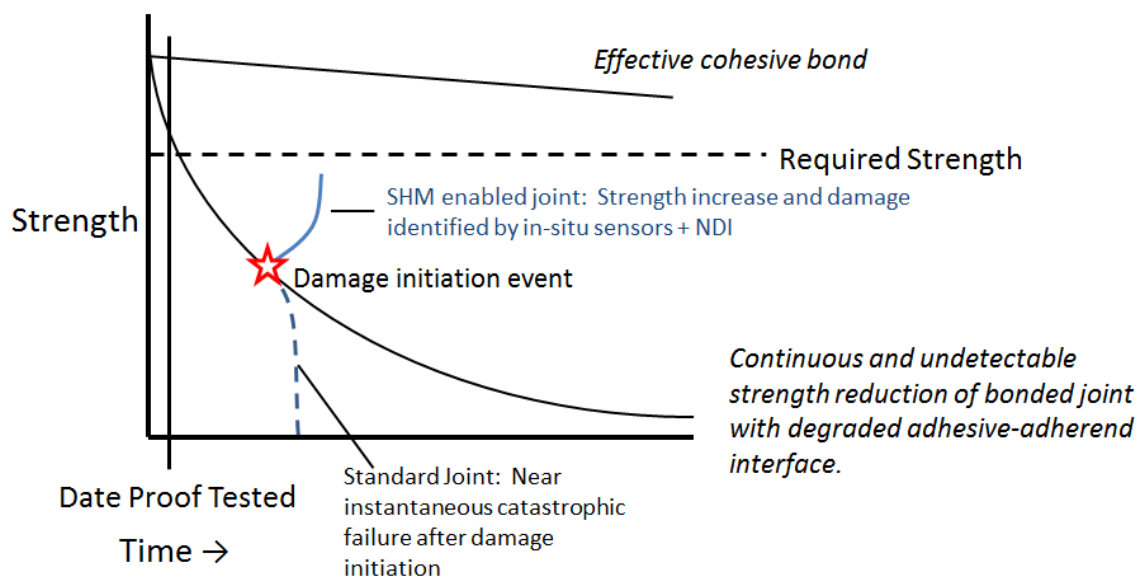 Effective cohesive bond
Required Strength
SHM enabled joint:  Strength increase and damage
identified by in-situ sensors + NDI
Strength
Damage initiation event
Continuous and undetectable
strength reduction of bonded joint
with degraded adhesive-adherend
interface.
Date Proof Tested
Time →
Standard Joint:  Near
instantaneous catastrophic
failure after damage
initiation